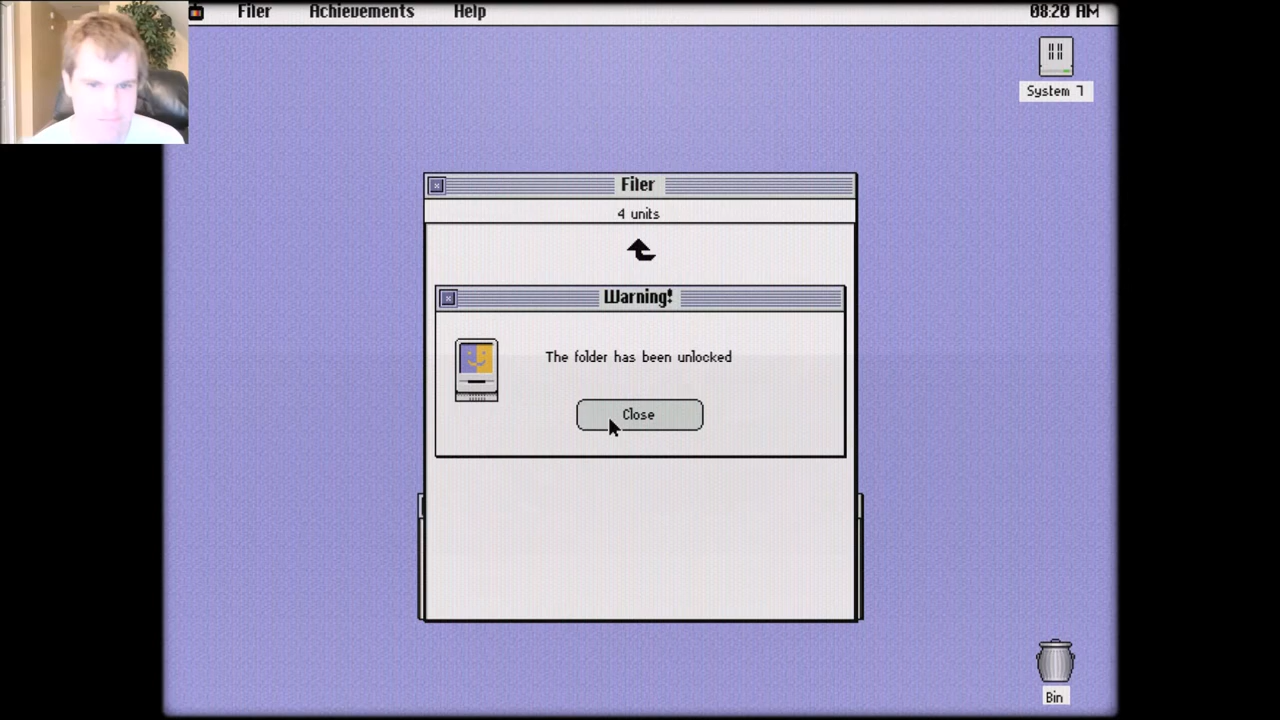 Filer Achievements Help 08:20 AM
System 7
Filer
4 units
Warning!
The folder has been unlocked
Close
Bin